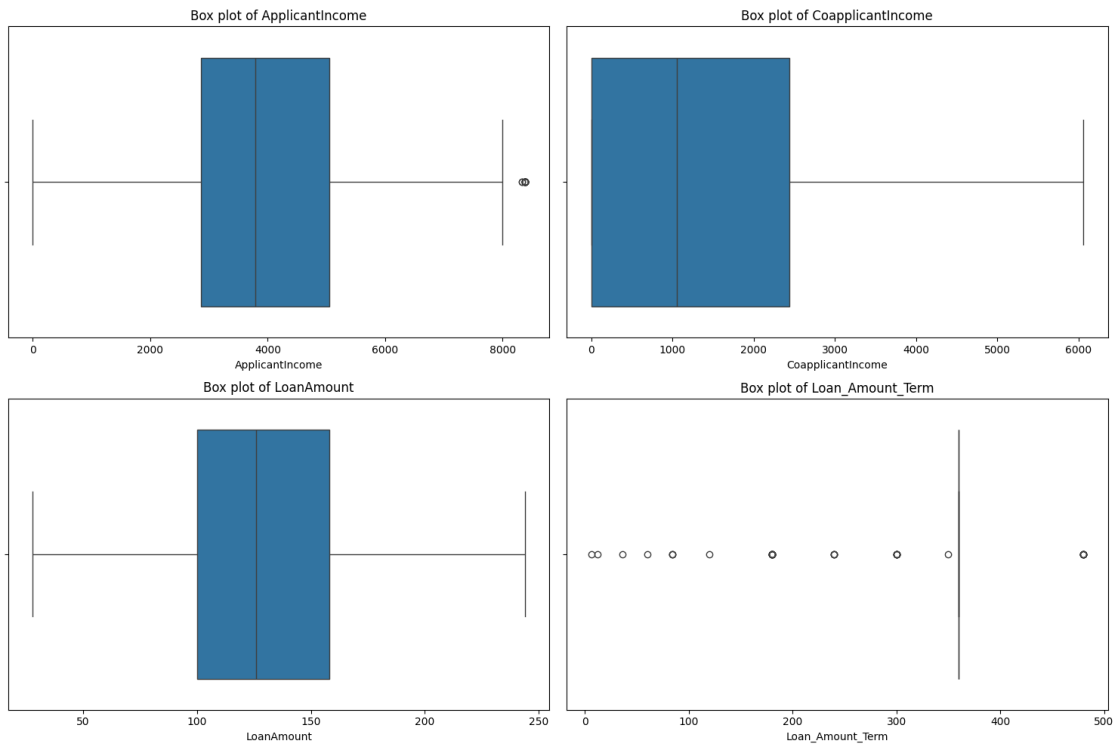 Box plot of ApplicantIncome
0 2000 4000 6000 8000
ApplicantIncome
Box plot of CoapplicantIncome
0 1000 2000 3000 4000 5000 6000
CoapplicantIncome
Box plot of LoanAmount
50 100 150 200 250
LoanAmount
Box plot of Loan_Amount_Term
0 100 200 300 400 500
Loan_Amount_Term